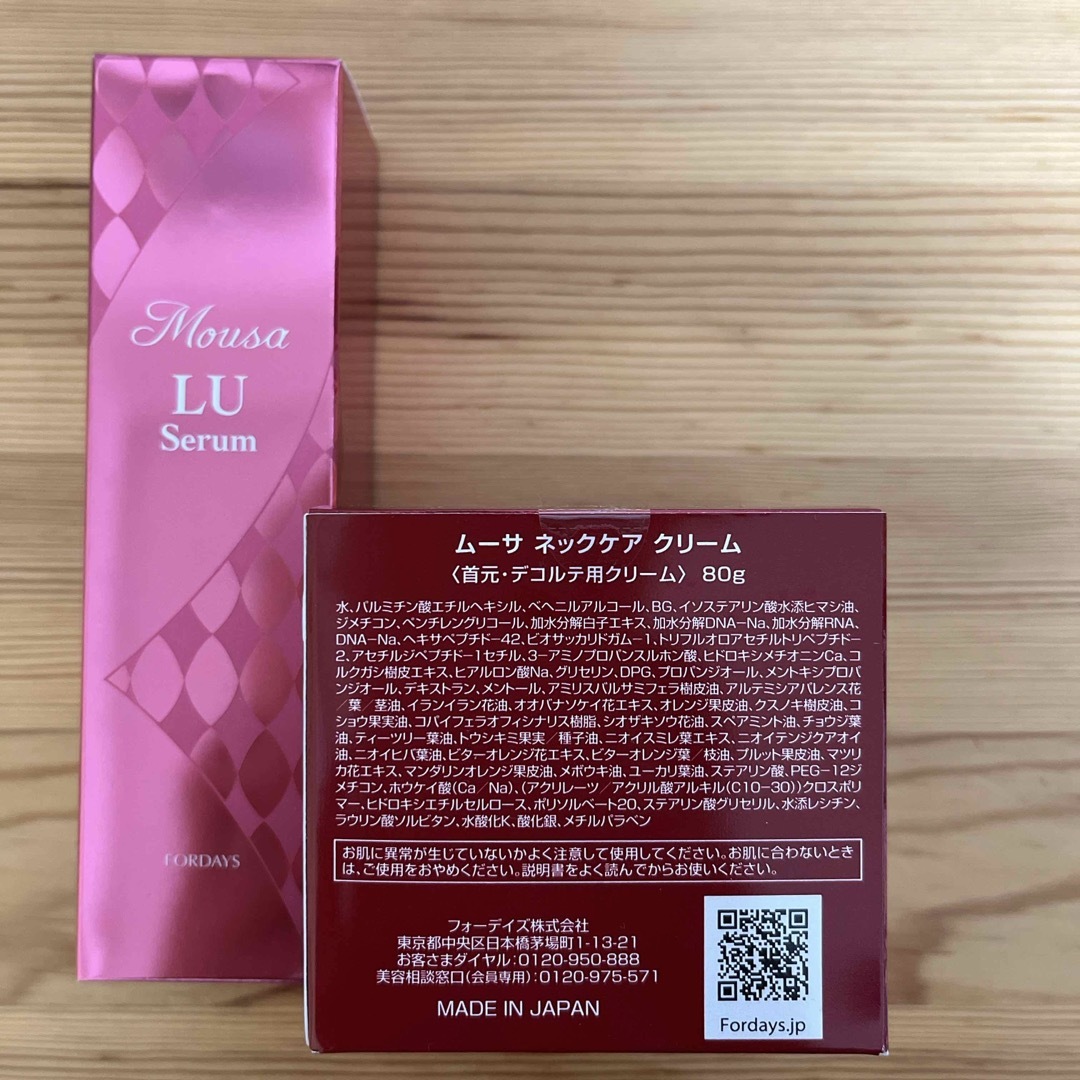 Mousa
LU
Serum
FORDAYS
ムーサ ネックケア クリーム
〈首元・デコルテ用クリーム〉 80g
水、パルミチン酸エチルヘキシル、ベヘニルアルコール、BG、イソステアリン酸水添ヒマシ油、
ジメチコン、ペンチレングリコール、加水分解白子エキス、加水分解DNA-Na、加水分解RNA、
DNA-Na、ヘキサペプチド-42、ビオサッカリドガム-1、トリフルオロアセチルトリペプチド-
2、アセチルジペプチド-1セチル、3-アミノプロパンスルホン酸、ヒドロキシメチオニンCa、コ
ルクガシ樹皮エキス、ヒアルロン酸Na、グリセリン、DPG、プロパンジオール、メントキシプロパ
ンジオール、デキストラン、メントール、アミリスバルサミフェラ樹皮油、アルテミシアパレンス花
／葉／茎油、イランイラン花油、オオバナソケイ花エキス、オレンジ果皮油、クスノキ樹皮油、コ
ショウ果実油、コパイフェラオフィシナリス樹脂、シオザキソウ花油、スペアミント油、チョウジ葉
油、ティーツリー葉油、トウシキミ果実／種子油、ニオイスミレ葉エキス、ニオイテンジクアオイ
油、ニオイヒバ葉油、ビターオレンジ花エキス、ビターオレンジ葉／枝油、プルット果皮油、マツリ
カ花エキス、マンダリンオレンジ果皮油、メボウキ油、ユーカリ葉油、ステアリン酸、PEG-12ジ
メチコン、ホウケイ酸(Ca／Na)、(アクリレーツ／アクリル酸アルキル(C10-30))クロスポリ
マー、ヒドロキシエチルセルロース、ポリソルベート20、ステアリン酸グリセリル、水添レシチン、
ラウリン酸ソルビタン、水酸化K、酸化銀、メチルパラベン
お肌に異常が生じていないかよく注意して使用してください。お肌に合わないとき
は、ご使用をおやめください。説明書をよく読んでからお使いください。
フォーデイズ株式会社
東京都中央区日本橋茅場町1-13-21
お客さまダイヤル:0120-950-888
美容相談窓口(会員専用):0120-975-571
MADE IN JAPAN
Fordays.jp